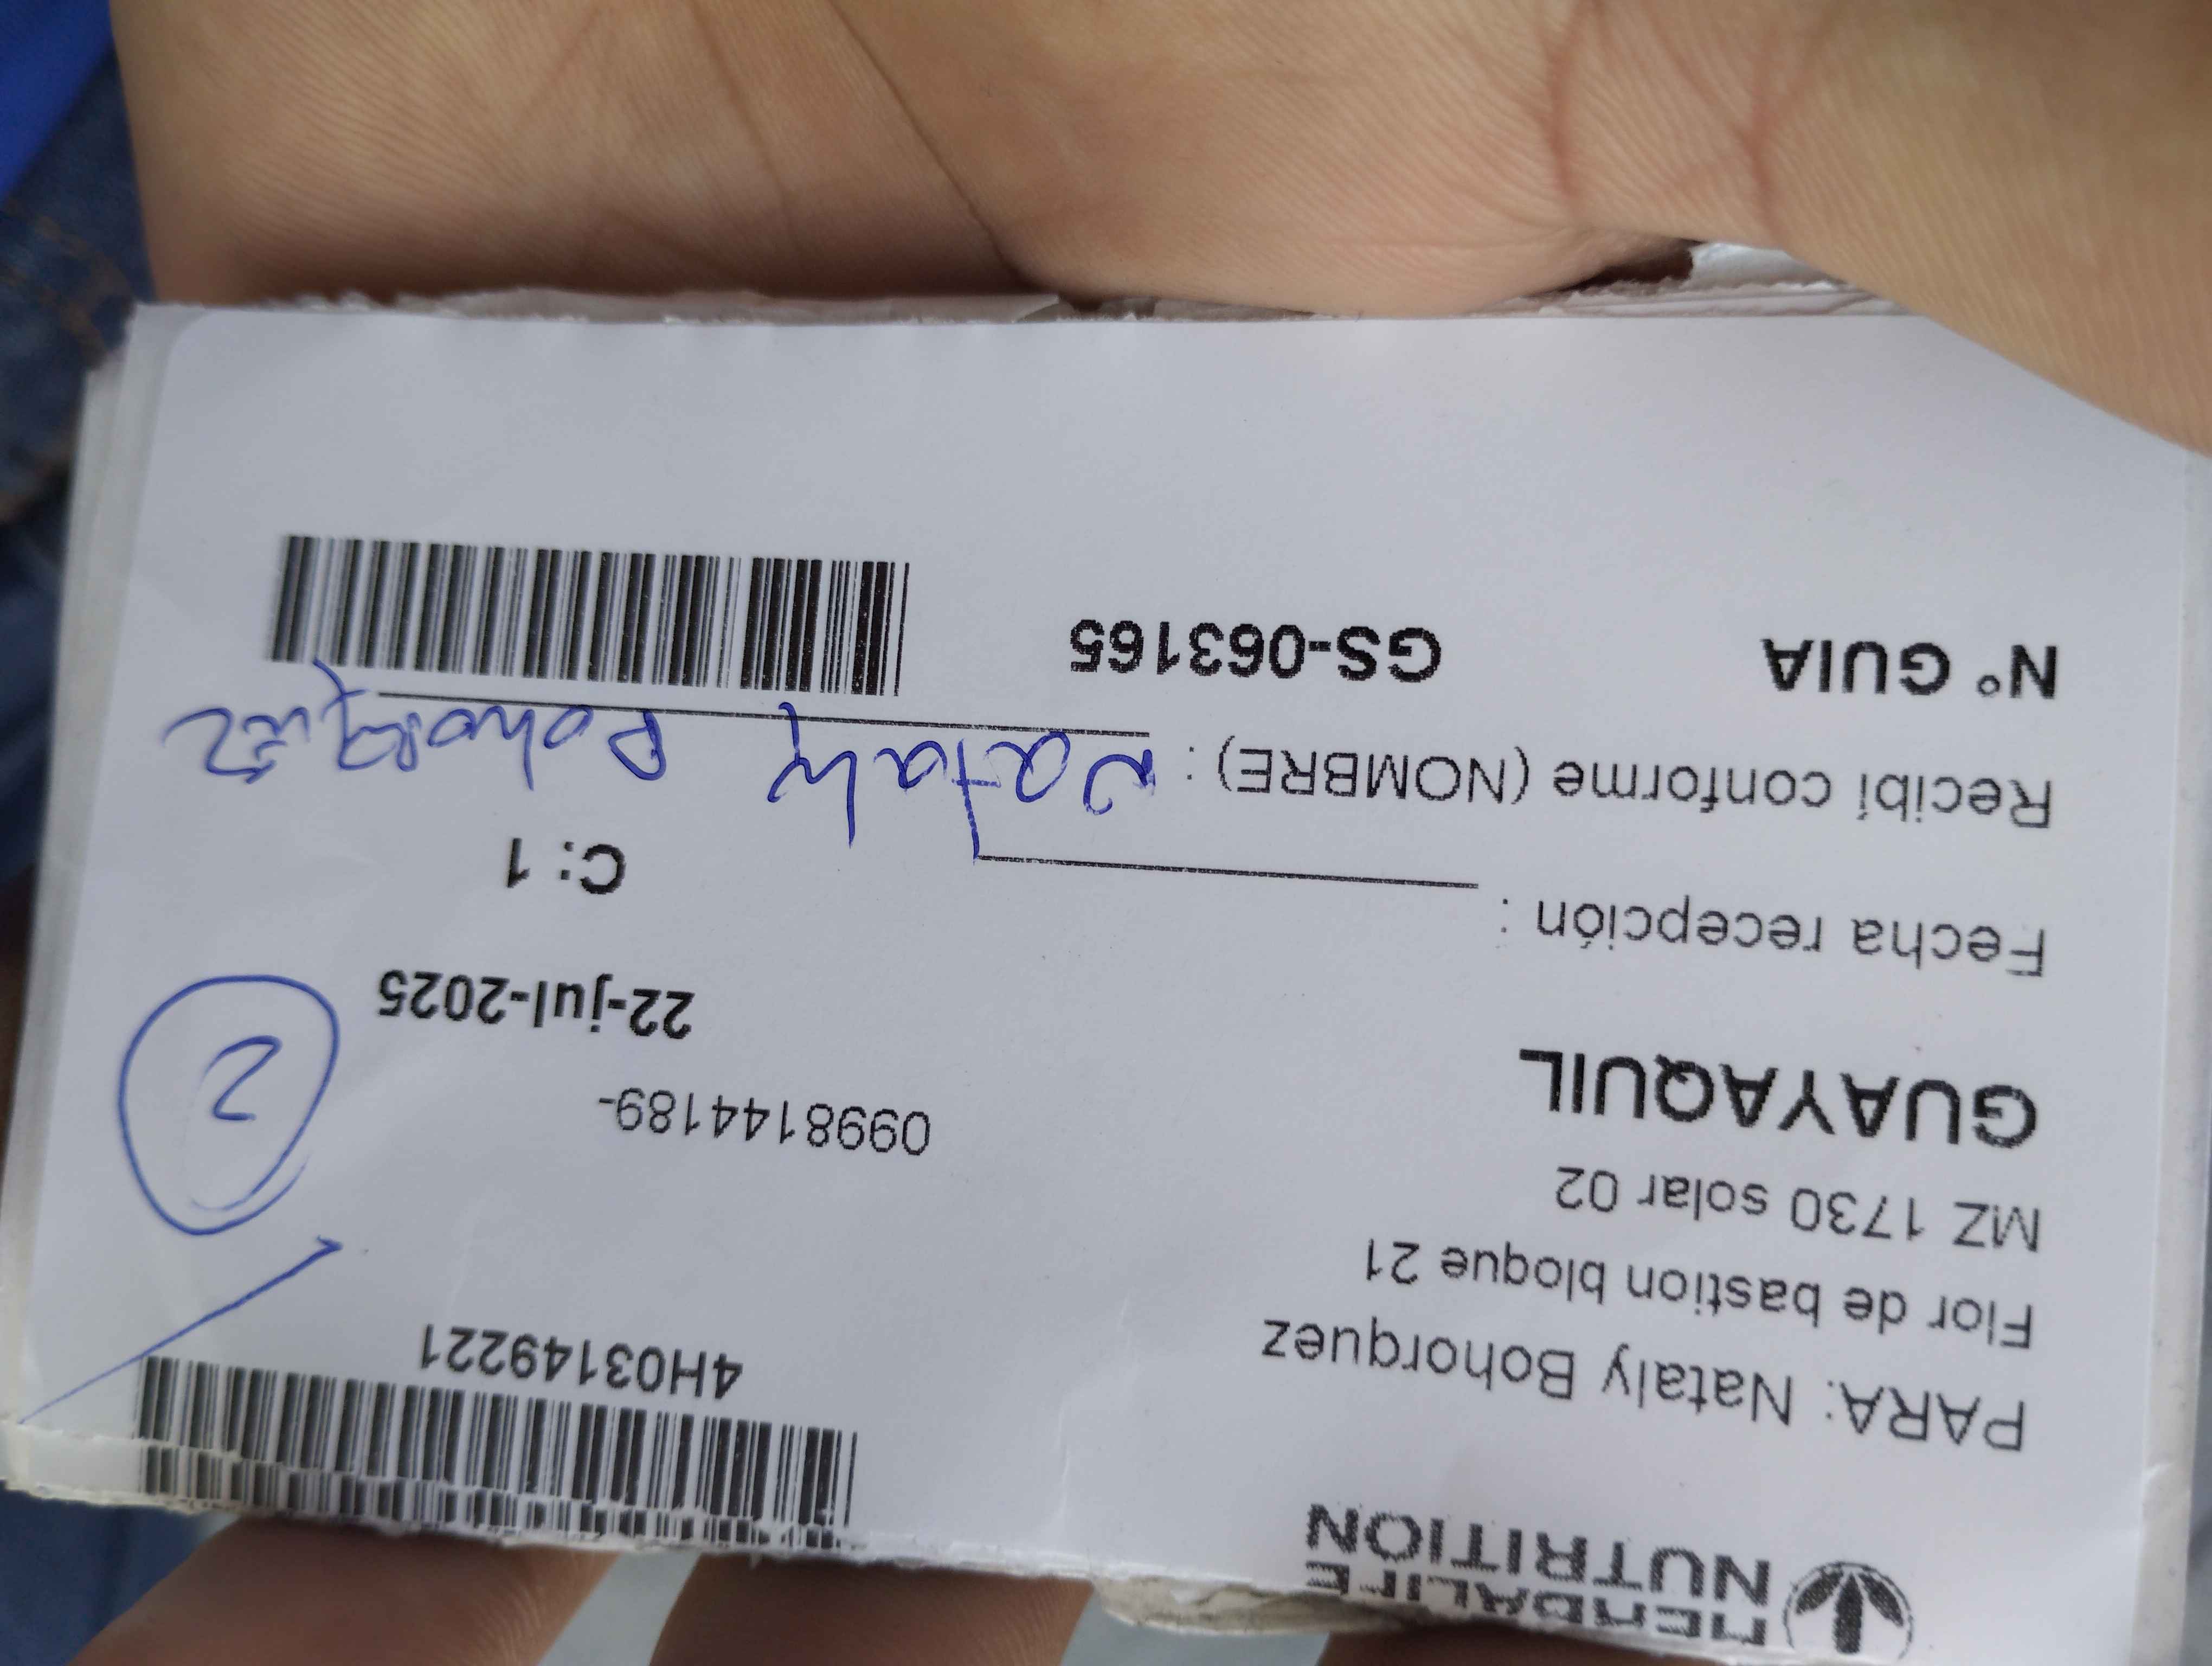 HERBALIFE
NUTRITION
4H03149221
PARA: Nataly Bohorquez
Flor de bastion bloque 21
MZ 1730 solar 02
0998144189-
2
GUAYAQUIL
22-jul-2025
Fecha recepción :
C: 1
Recibí conforme (NOMBRE) : Nataly Bohorquez
N° GUIA GS-063165